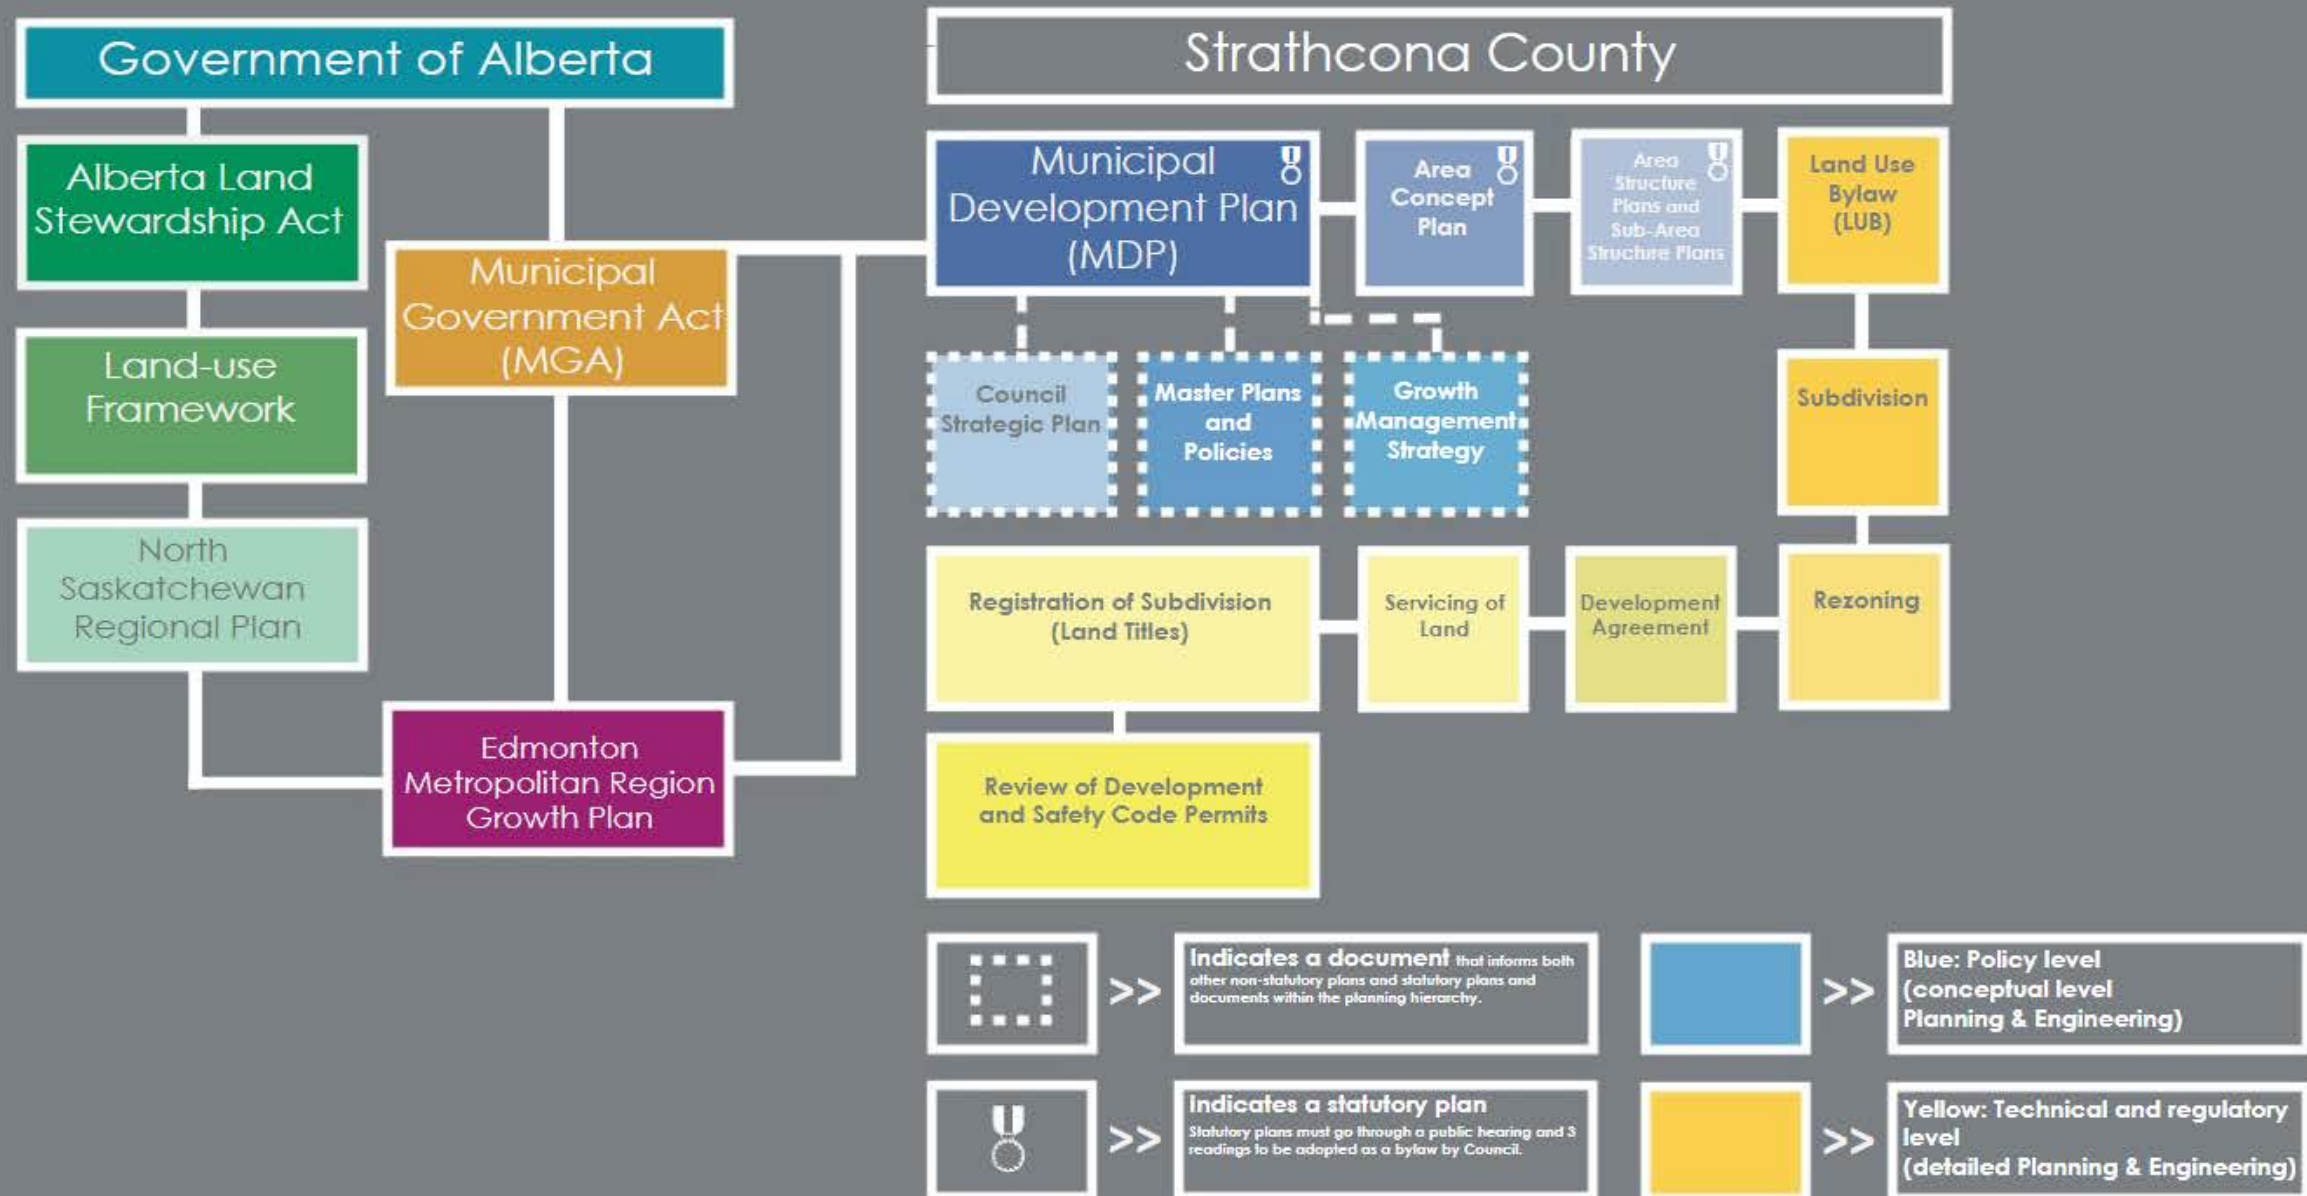 Government of Alberta
Alberta Land
Stewardship Act
Land-use
Framework
North
Saskatchewan
Regional Plan
Municipal
Government Act
(MGA)
Edmonton
Metropolitan Region
Growth Plan
Strathcona County
Municipal
Development Plan
(MDP)
Area
Concept
Plan
Area
Structure
Plans and
Sub-Area
Structure Plans
Land Use
Bylaw
(LUB)
Council
Strategic Plan
Master Plans
and
Policies
Growth
Management
Strategy
Subdivision
Registration of Subdivision
(Land Titles)
Servicing of
Land
Development
Agreement
Rezoning
Review of Development
and Safety Code Permits
>>
Indicates a document that informs both
other non-statutory plans and statutory plans and
documents within the planning hierarchy.
>>
Blue: Policy level
(conceptual level
Planning & Engineering)
>>
Indicates a statutory plan
Statutory plans must go through a public hearing and 3
readings to be adopted as a bylaw by Council.
>>
Yellow: Technical and regulatory
level
(detailed Planning & Engineering)